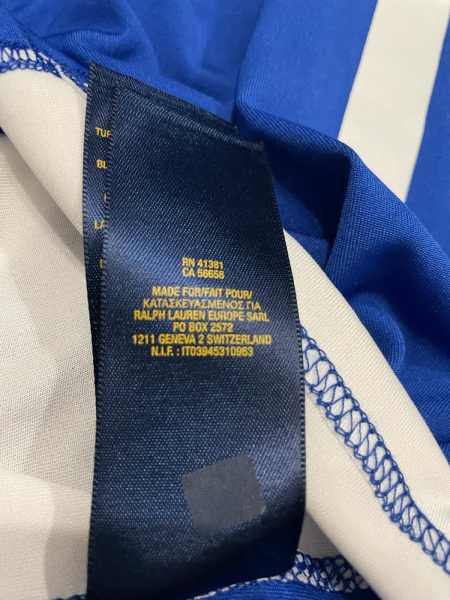 RN 41381
CA 56658
MADE FOR/FAIT POUR/
ΚΑΤΑΣΚΕΥΑΣΜΕΝΟΣ ΓΙΑ
RALPH LAUREN EUROPE SARL
PO BOX 2572
1211 GENEVA 2 SWITZERLAND
N.I.F. : IT03945310963